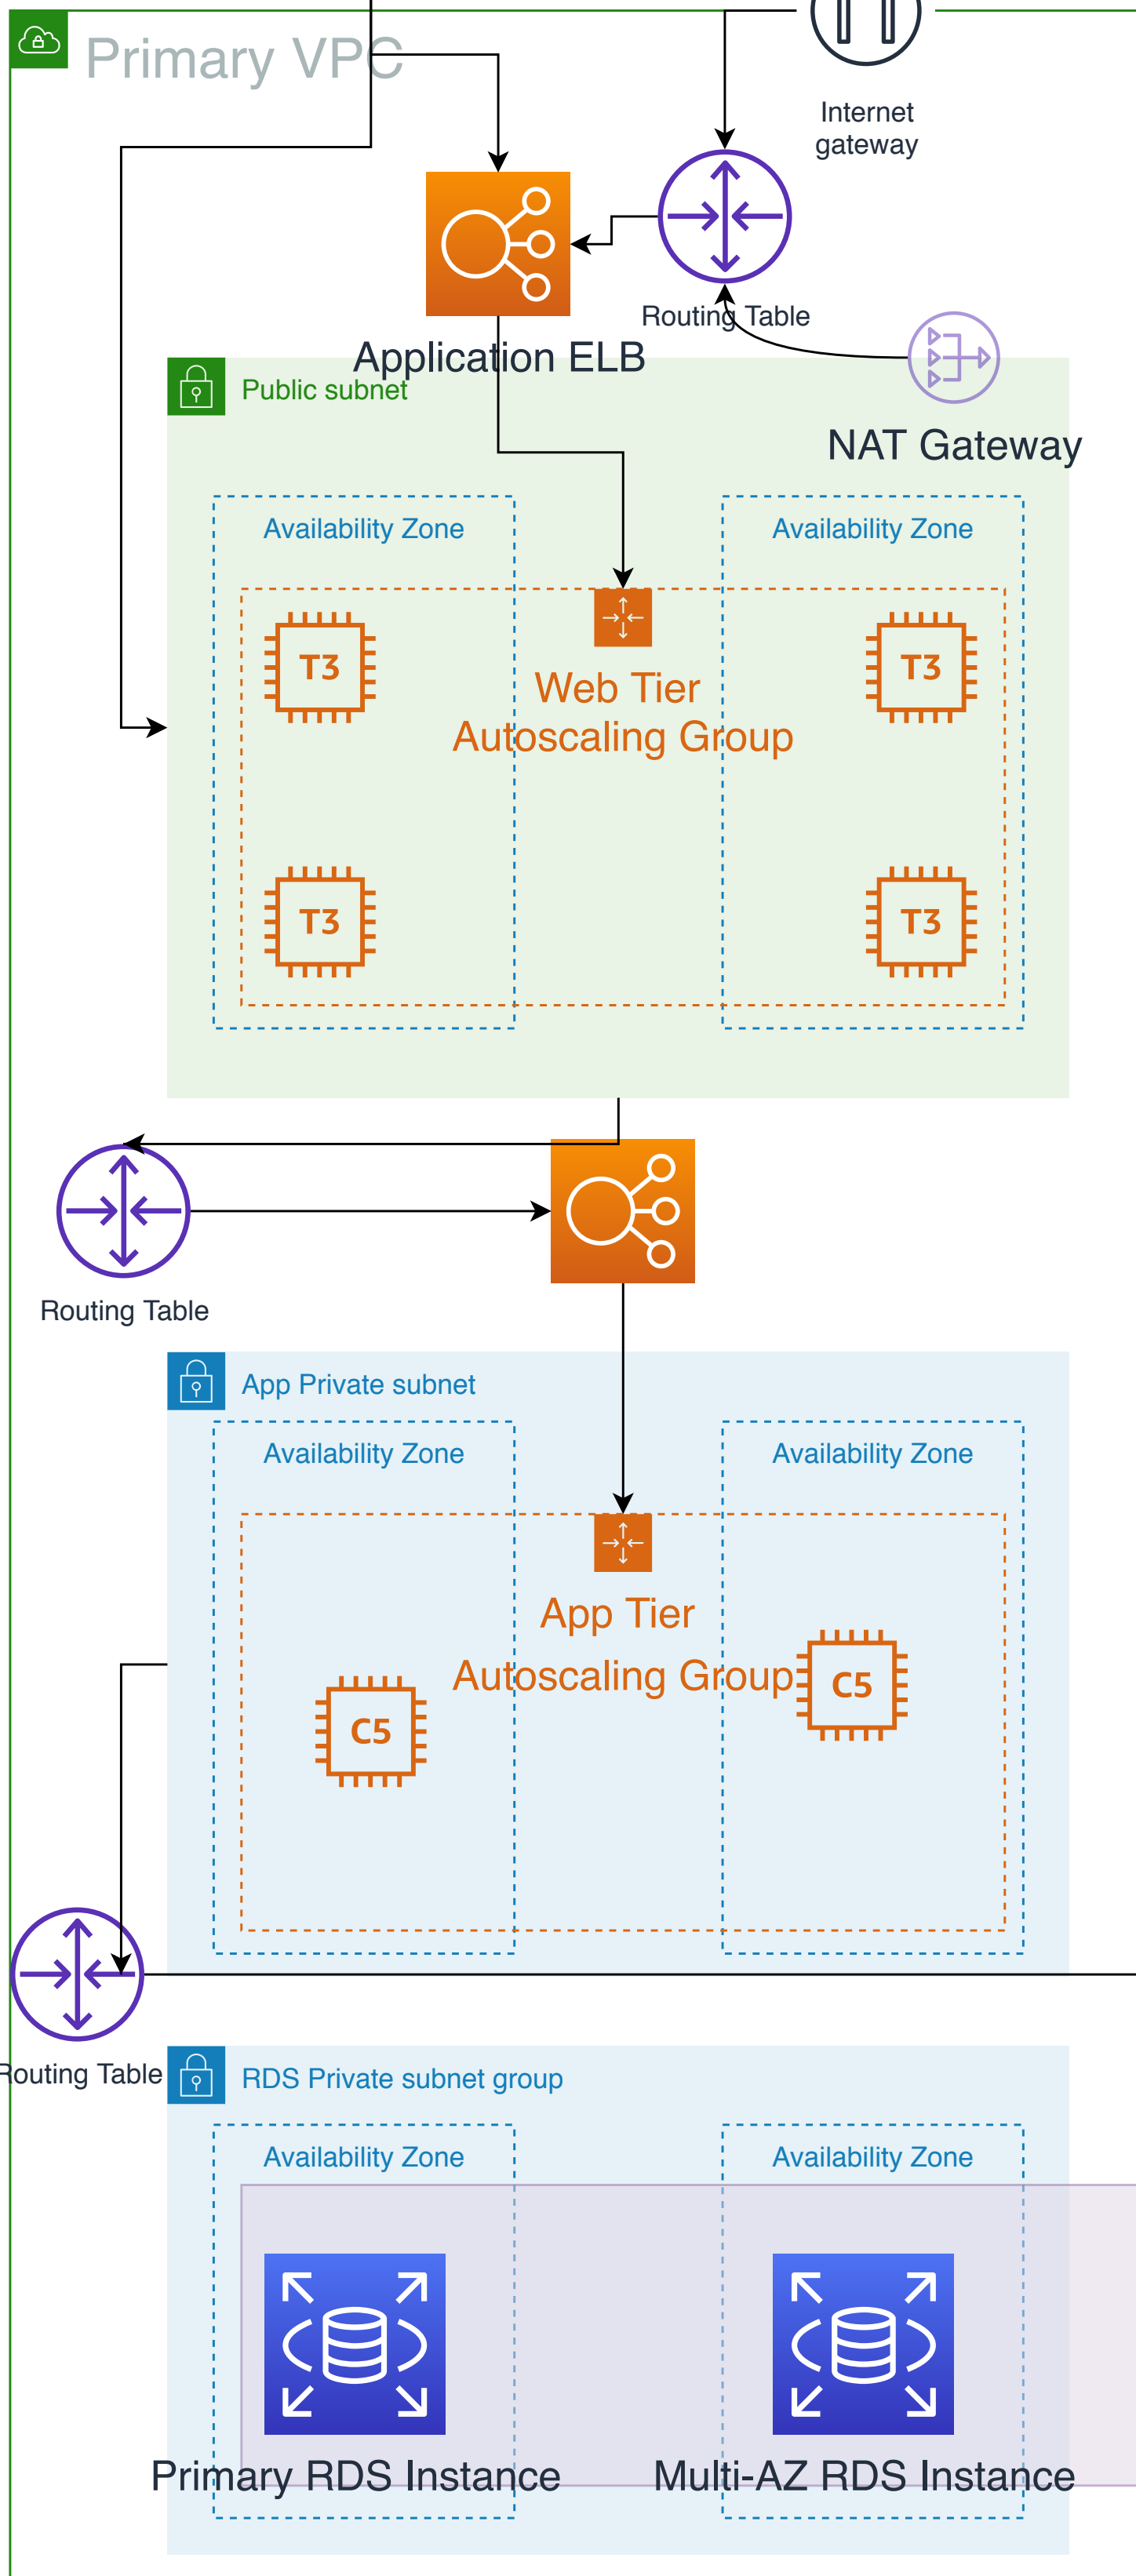 Primary VPC
Internet
gateway
Routing Table
Application ELB
Public subnet
NAT Gateway
Availability Zone
Availability Zone
T3
T3
Web Tier
Autoscaling Group
T3
T3
Routing Table
App Private subnet
Availability Zone
Availability Zone
App Tier
Autoscaling Group
C5
C5
Routing Table
RDS Private subnet group
Availability Zone
Availability Zone
Primary RDS Instance
Multi-AZ RDS Instance